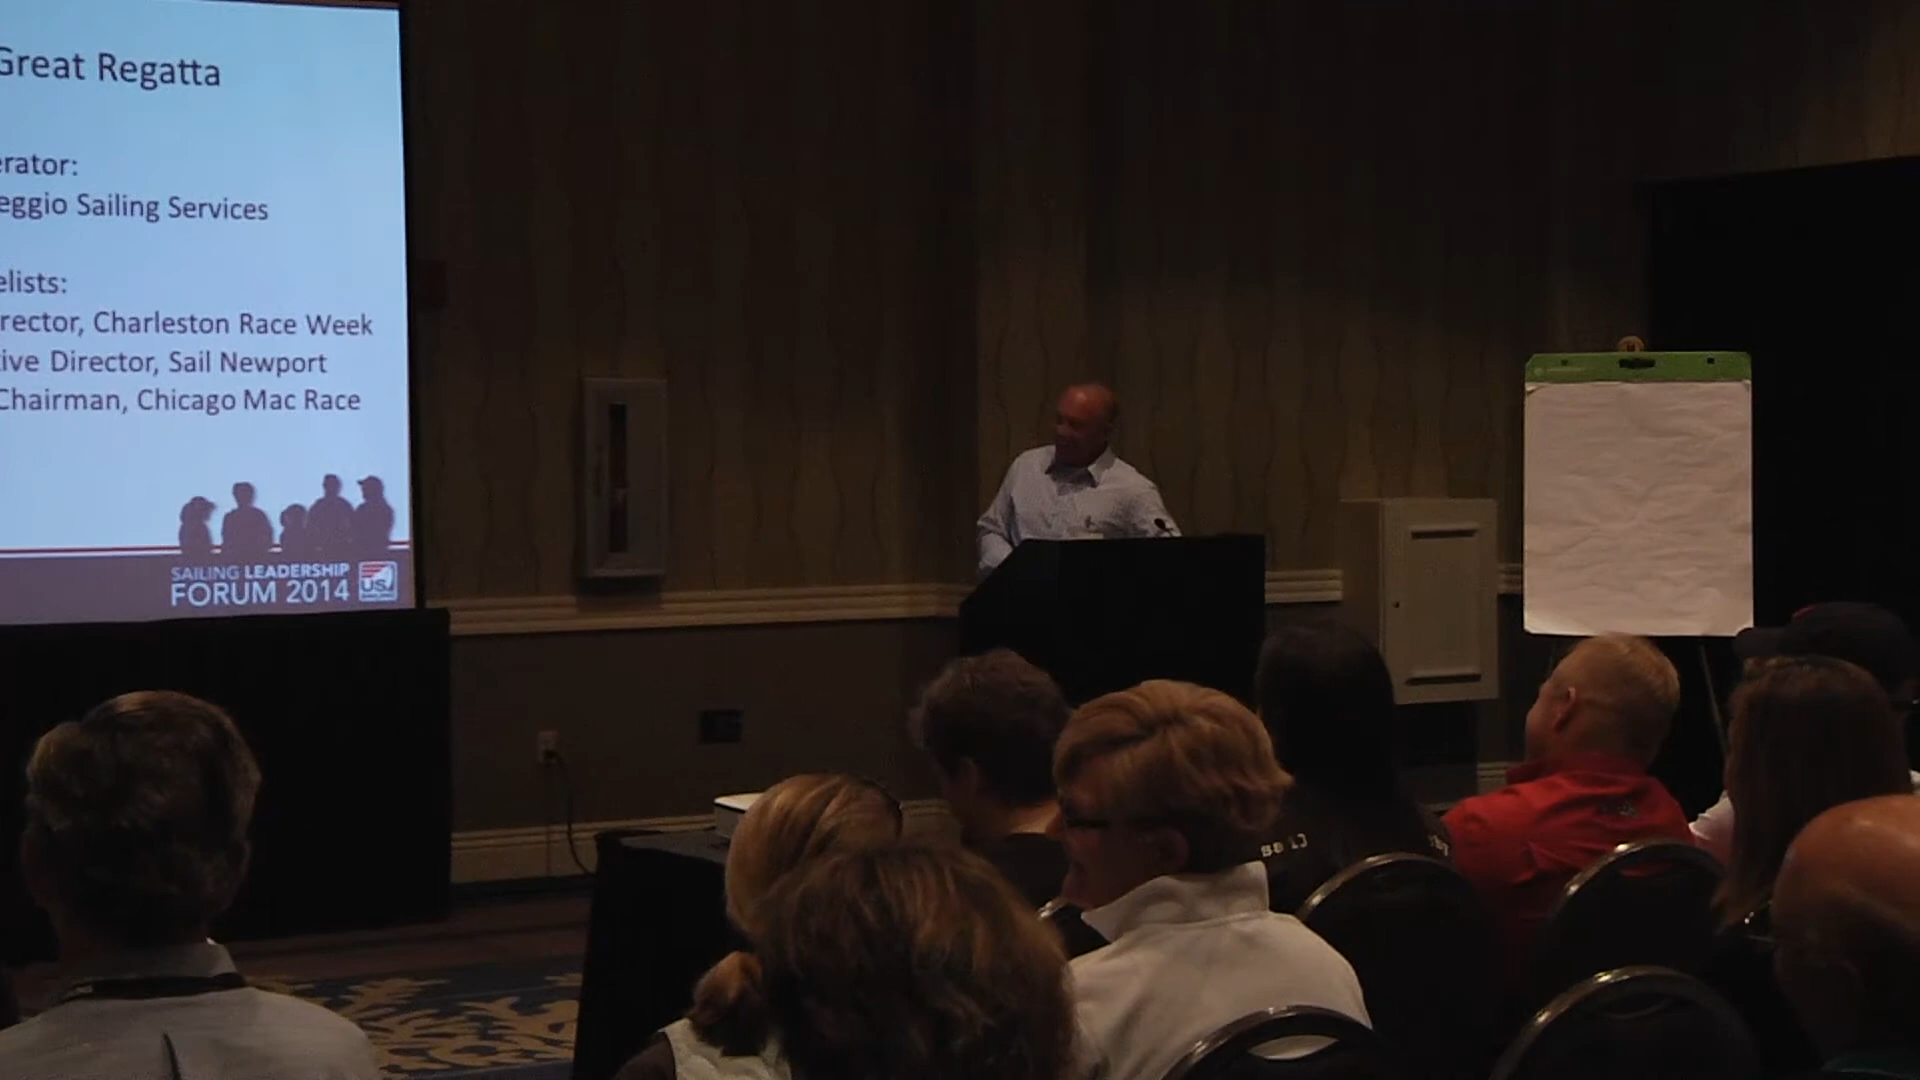 Great Regatta
erator:
eggio Sailing Services
elists:
rector, Charleston Race Week
ive Director, Sail Newport
Chairman, Chicago Mac Race
SAILING LEADERSHIP
FORUM 2014
US